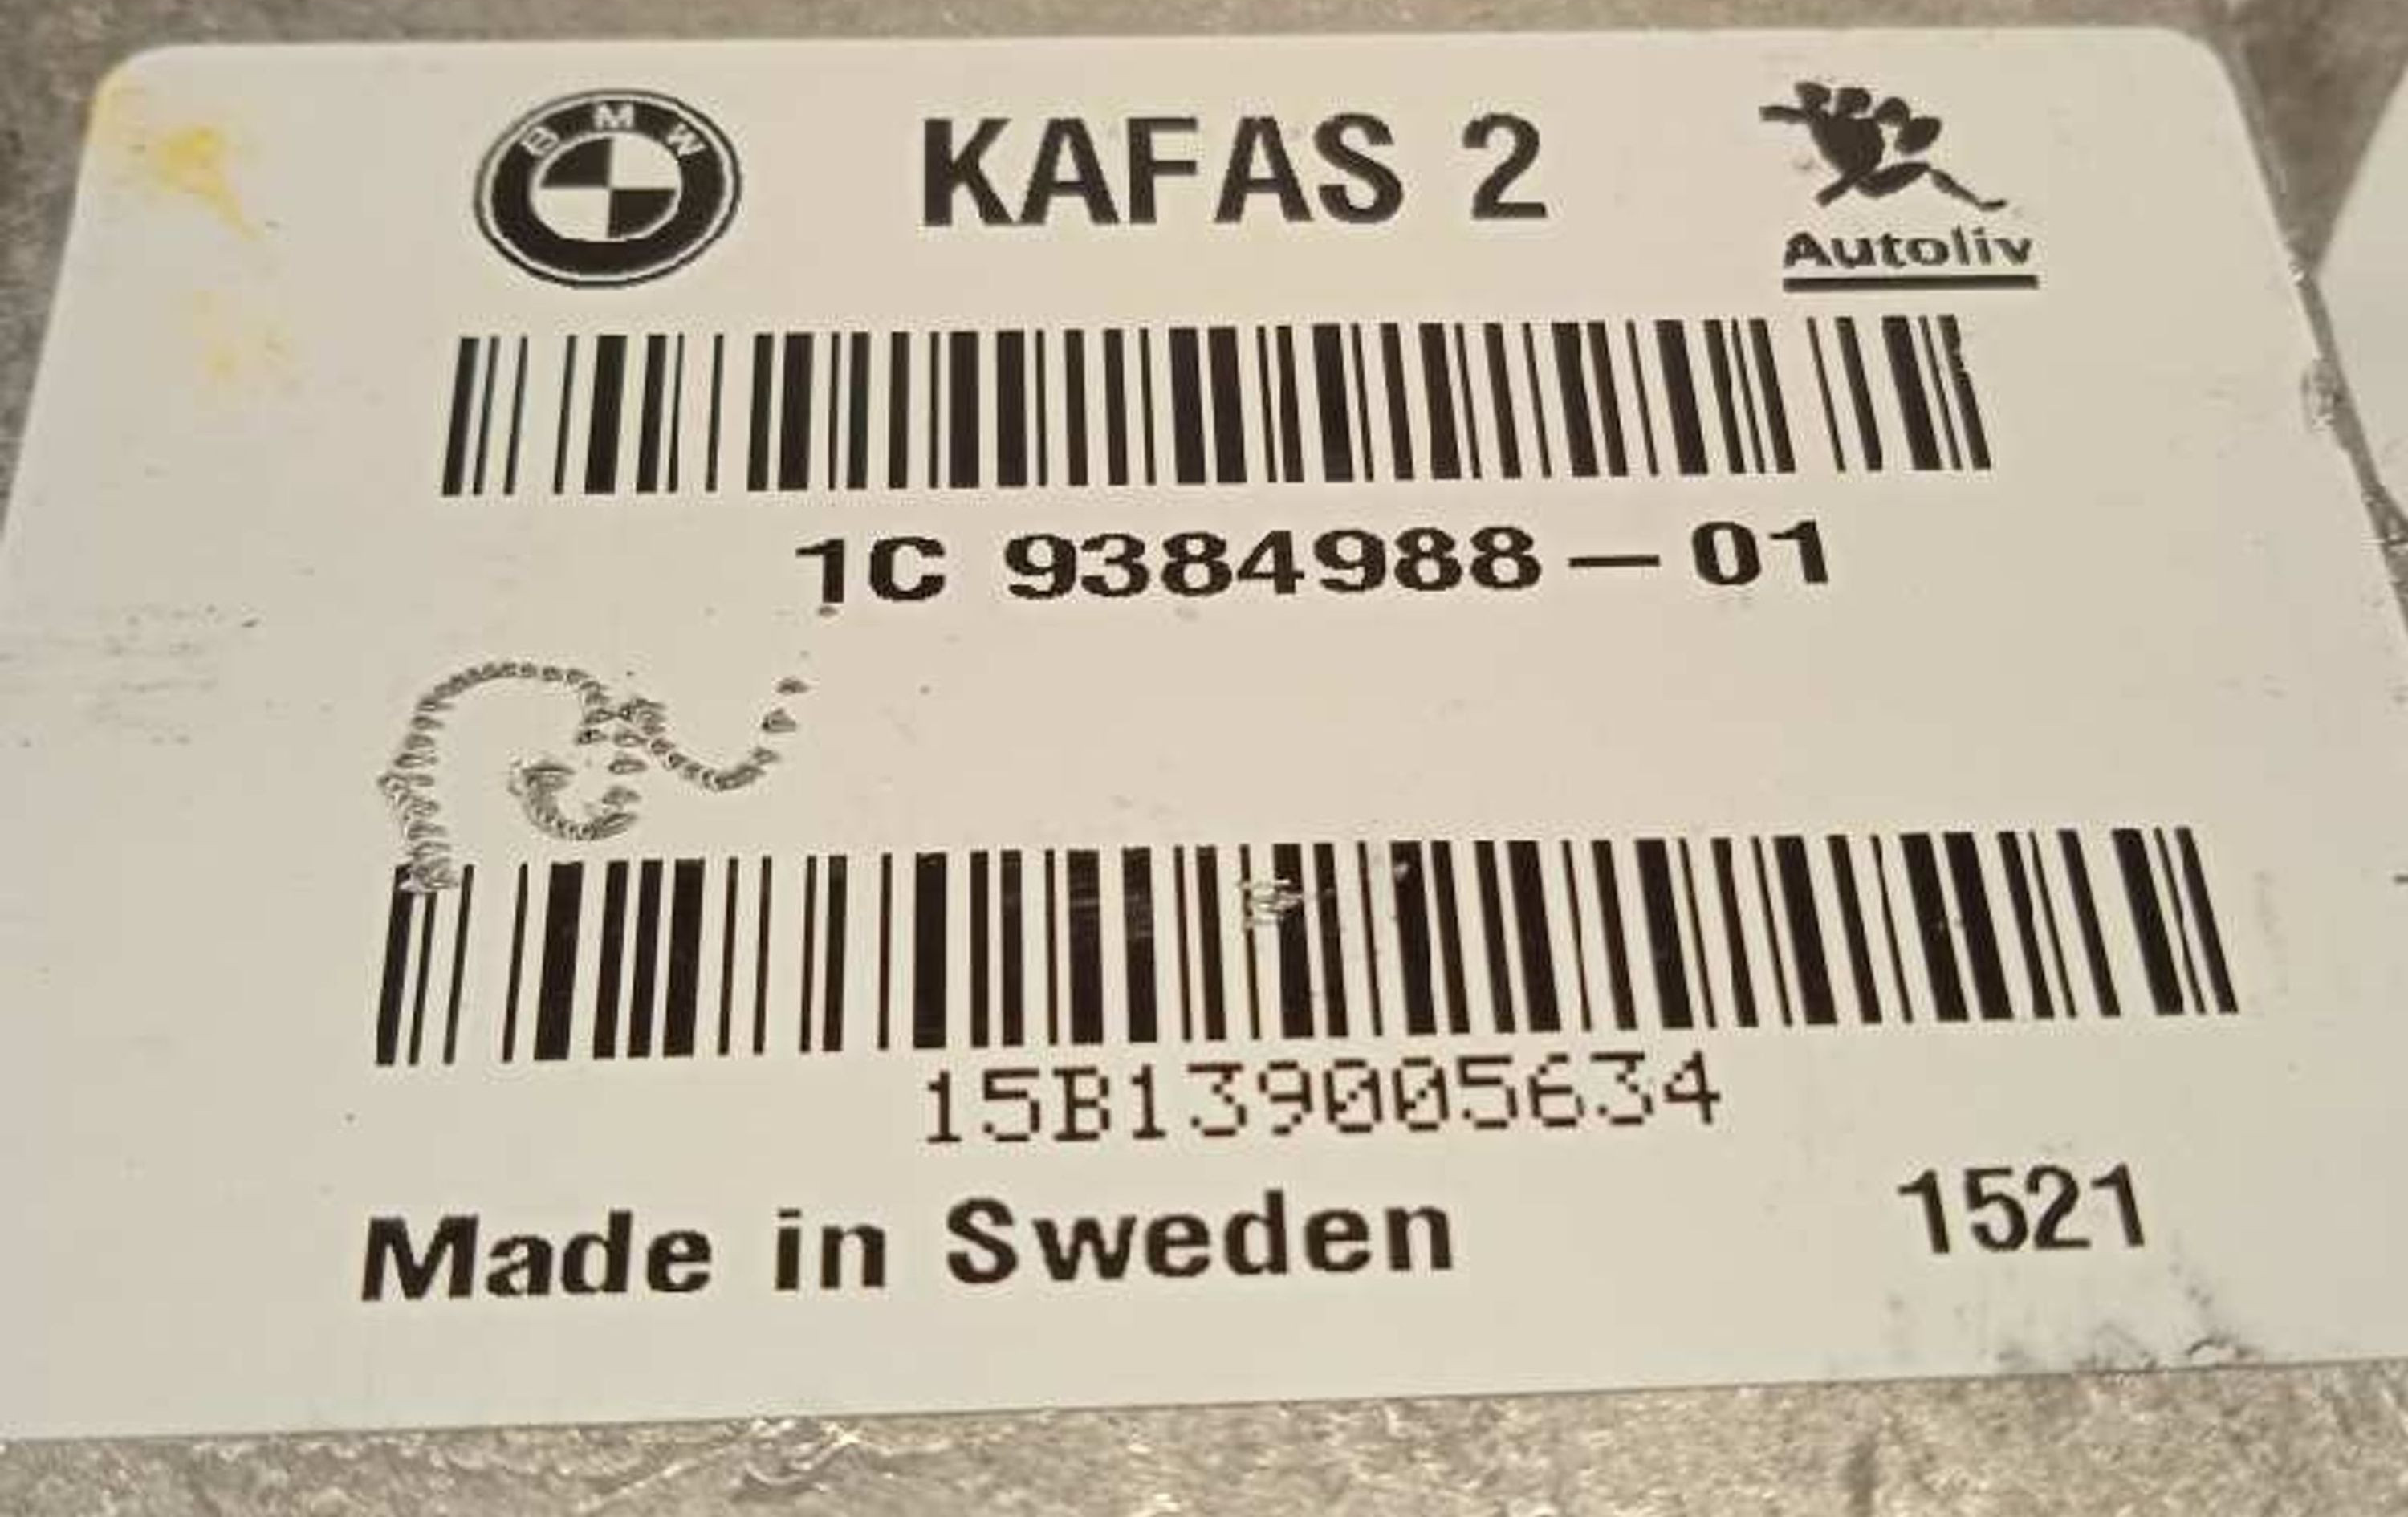 BMW KAFAS 2
Autoliv
1C 9384988-01
15B139005634
Made in Sweden 1521